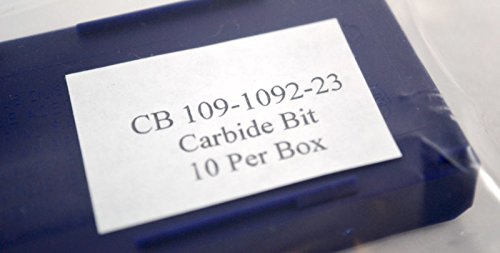 CB 109-1092-23
Carbide Bit
10 Per Box